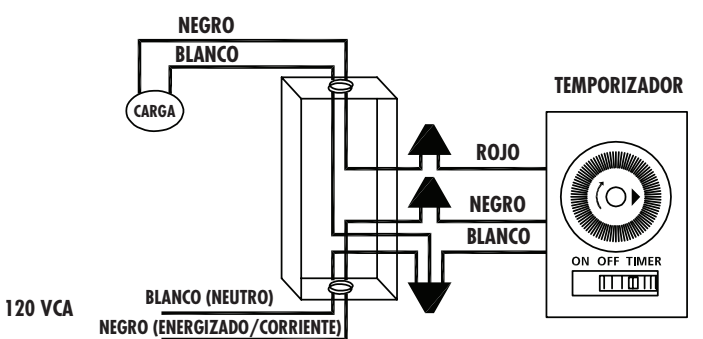 NEGRO
BLANCO
CARGA
TEMPORIZADOR
ROJO
NEGRO
BLANCO
ON OFF TIMER
120 VCA
BLANCO (NEUTRO)
NEGRO (ENERGIZADO/CORRIENTE)